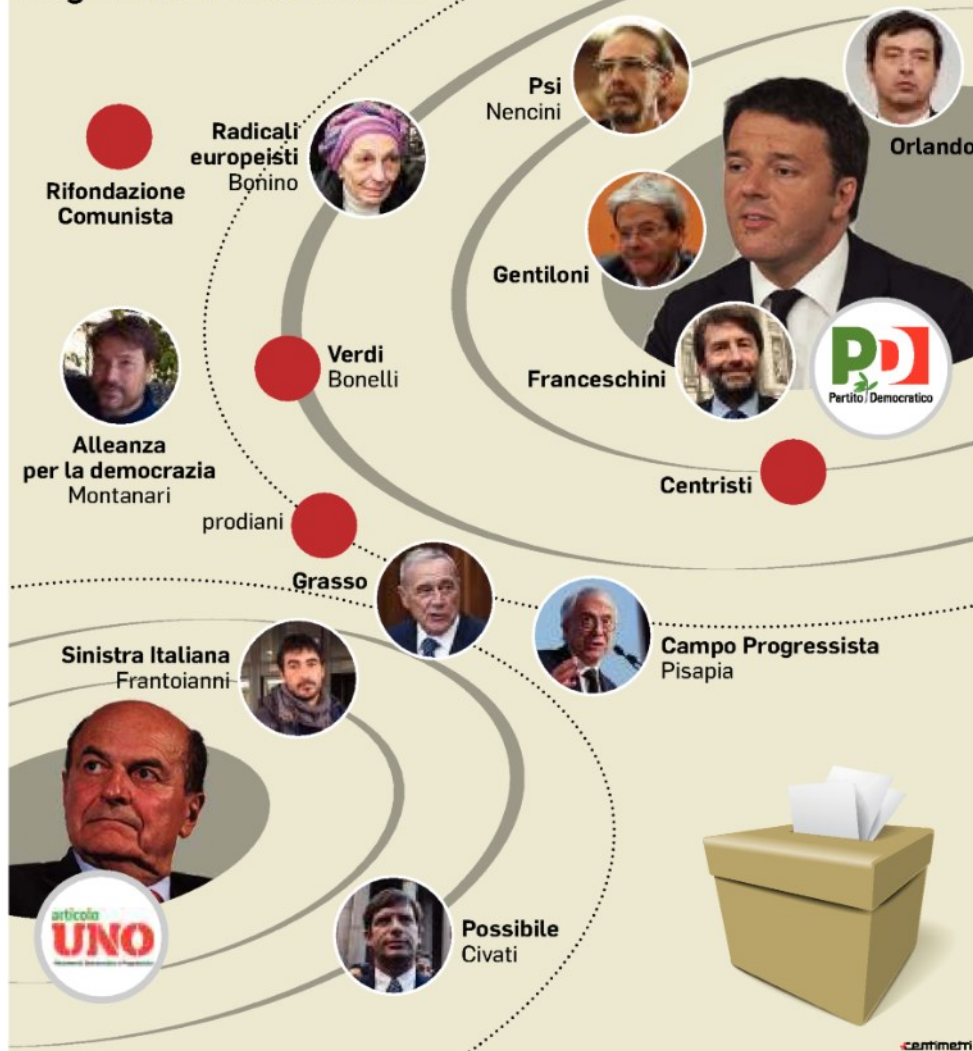 Psi
Nencini
Orlando
Radicali
europeisti
Bonino
Rifondazione
Comunista
Gentiloni
Verdi
Bonelli
Franceschini
PD
Partito Democratico
Alleanza
per la democrazia
Montanari
Centristi
prodiani
Grasso
Sinistra Italiana
Frantoianni
Campo Progressista
Pisapia
articolo
UNO
Possibile
Civati
centimetri